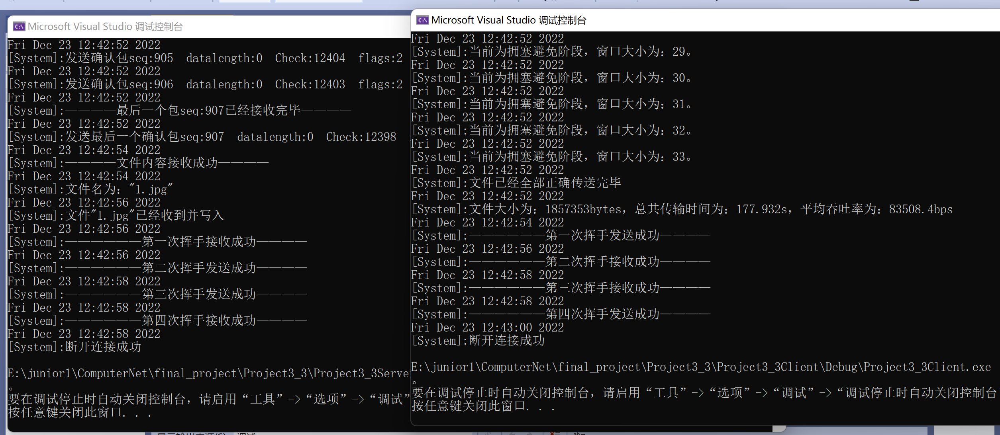 Microsoft Visual Studio 调试控制台
Fri Dec 23 12:42:52 2022
[System]:发送确认包seq:905  datalength:0  Check:12404  flags:2
Fri Dec 23 12:42:52 2022
[System]:发送确认包seq:906  datalength:0  Check:12403  flags:2
Fri Dec 23 12:42:52 2022
[System]:————最后一个包seq:907已经接收完毕————
Fri Dec 23 12:42:52 2022
[System]:发送最后一个确认包seq:907  datalength:0  Check:12398
Fri Dec 23 12:42:54 2022
[System]:————文件内容接收成功————
Fri Dec 23 12:42:54 2022
[System]:文件名为："1.jpg"
Fri Dec 23 12:42:56 2022
[System]:文件"1.jpg"已经收到并写入
Fri Dec 23 12:42:56 2022
[System]:——————第一次挥手接收成功————
Fri Dec 23 12:42:56 2022
[System]:——————第二次挥手发送成功————
Fri Dec 23 12:42:58 2022
[System]:——————第三次挥手发送成功————
Fri Dec 23 12:42:58 2022
[System]:——————第四次挥手接收成功————
Fri Dec 23 12:42:58 2022
[System]:断开连接成功
E:\junior1\ComputerNet\final_project\Project3_3\Project3_3Server
。
要在调试停止时自动关闭控制台，请启用“工具”->“选项”->“调试”
按任意键关闭此窗口. . .
Microsoft Visual Studio 调试控制台
Fri Dec 23 12:42:52 2022
[System]:当前为拥塞避免阶段，窗口大小为：29。
Fri Dec 23 12:42:52 2022
[System]:当前为拥塞避免阶段，窗口大小为：30。
Fri Dec 23 12:42:52 2022
[System]:当前为拥塞避免阶段，窗口大小为：31。
Fri Dec 23 12:42:52 2022
[System]:当前为拥塞避免阶段，窗口大小为：32。
Fri Dec 23 12:42:52 2022
[System]:当前为拥塞避免阶段，窗口大小为：33。
Fri Dec 23 12:42:52 2022
[System]:文件已经全部正确传送完毕
Fri Dec 23 12:42:52 2022
[System]:文件大小为：1857353bytes，总共传输时间为：177.932s，平均吞吐率为：83508.4bps
Fri Dec 23 12:42:54 2022
[System]:——————第一次挥手发送成功————
Fri Dec 23 12:42:56 2022
[System]:——————第二次挥手接收成功————
Fri Dec 23 12:42:58 2022
[System]:——————第三次挥手接收成功————
Fri Dec 23 12:42:58 2022
[System]:——————第四次挥手发送成功————
Fri Dec 23 12:43:00 2022
[System]:断开连接成功
E:\junior1\ComputerNet\final_project\Project3_3\Project3_3Client\Debug\Project3_3Client.exe
。
要在调试停止时自动关闭控制台，请启用“工具”->“选项”->“调试”->“调试停止时自动关闭控制台
按任意键关闭此窗口. . .